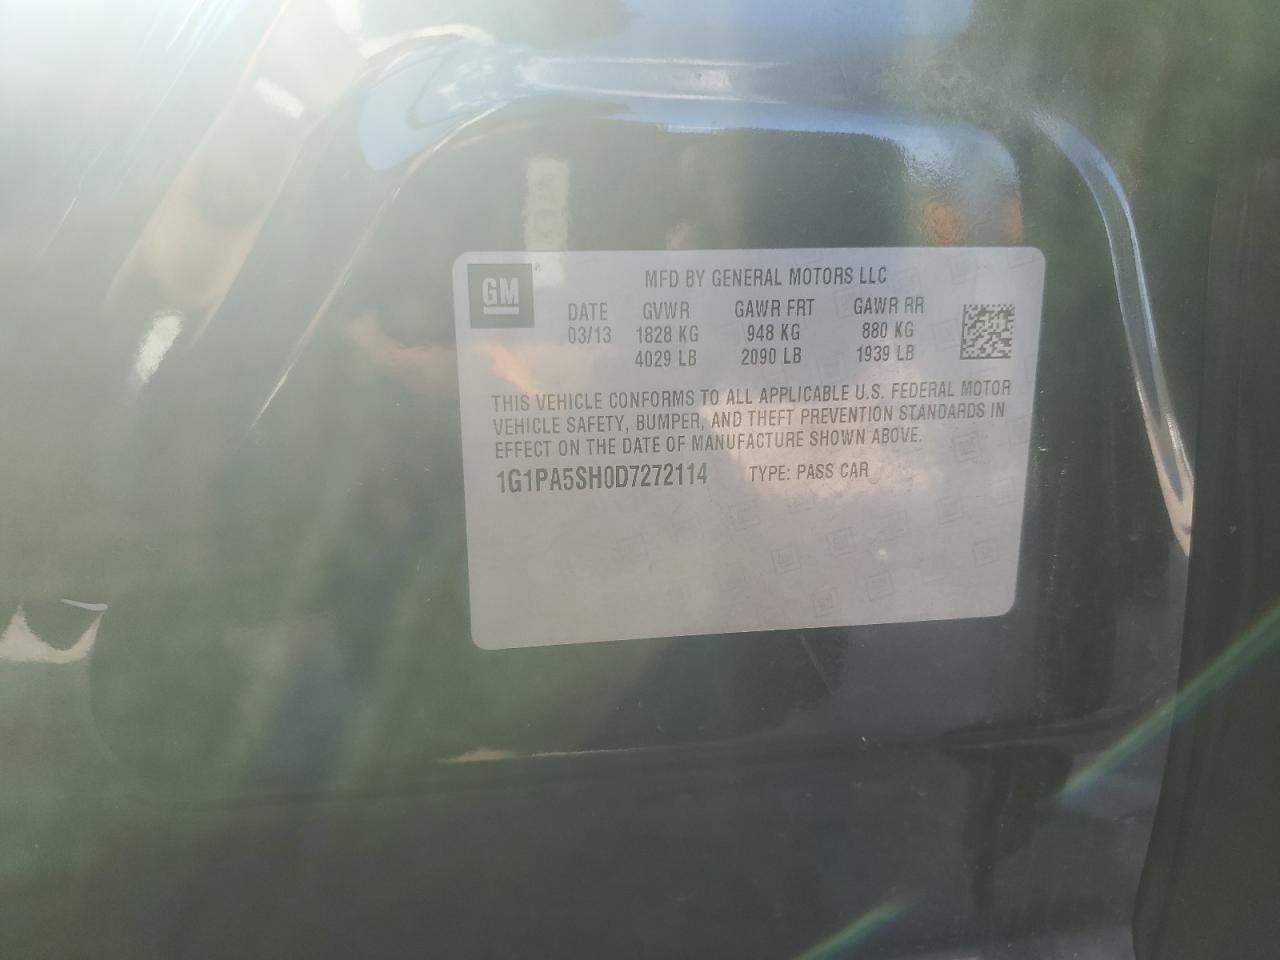 GM
MFD BY GENERAL MOTORS LLC
DATE GVWR GAWR FRT GAWR RR
03/13 1828 KG 948 KG 880 KG
4029 LB 2090 LB 1939 LB
THIS VEHICLE CONFORMS TO ALL APPLICABLE U.S. FEDERAL MOTOR
VEHICLE SAFETY, BUMPER, AND THEFT PREVENTION STANDARDS IN
EFFECT ON THE DATE OF MANUFACTURE SHOWN ABOVE.
1G1PA5SH0D7272114 TYPE: PASS CAR